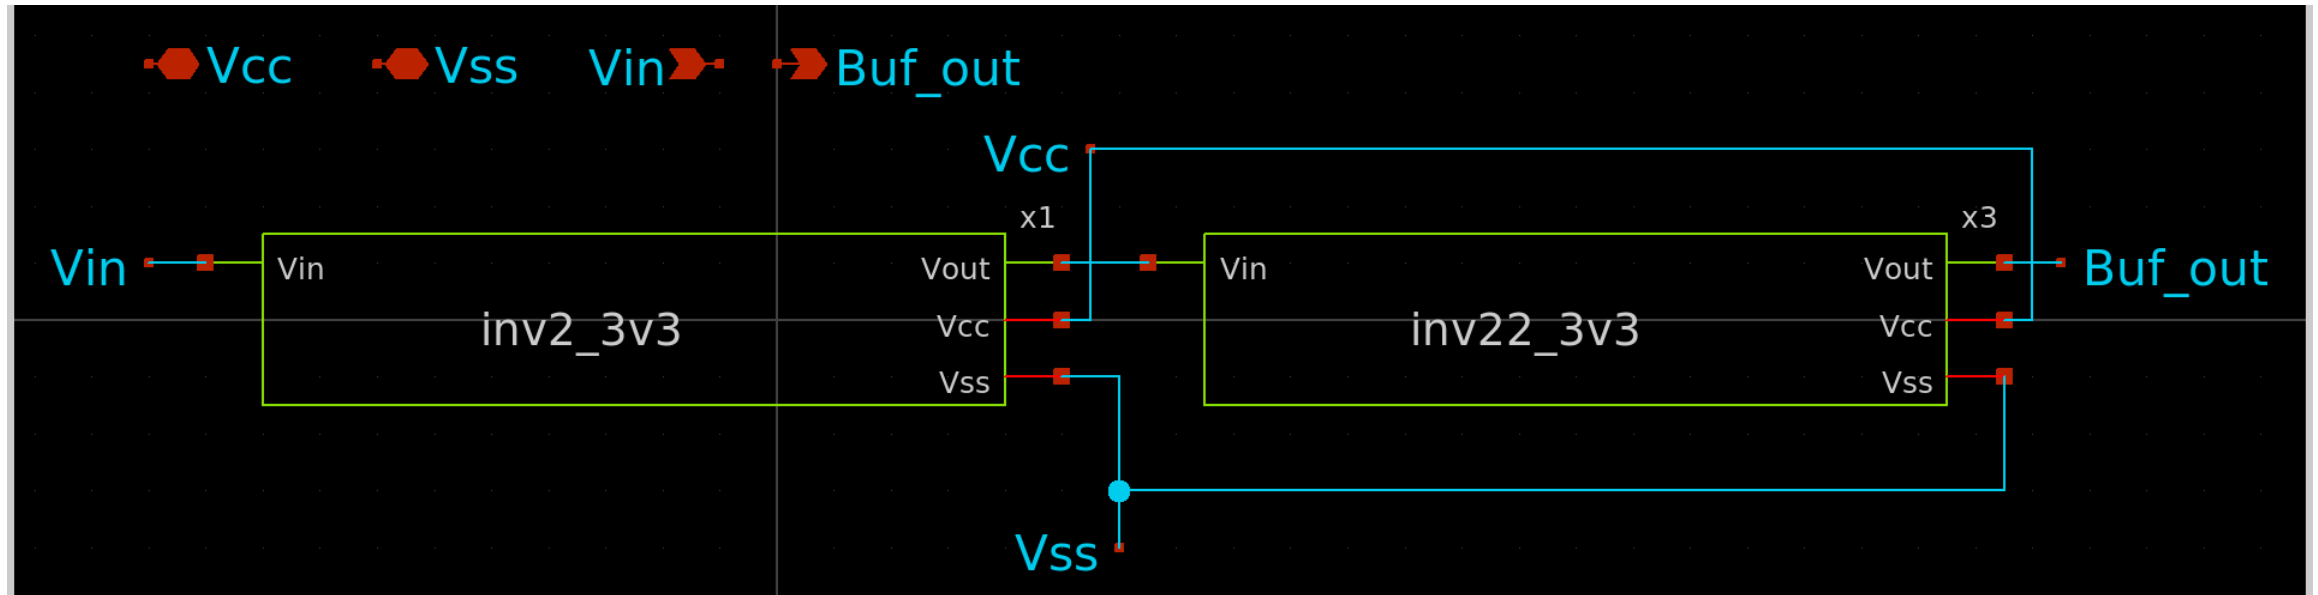 Vcc Vss Vin Buf_out
Vcc
x1 x3
Vin Vin Vout Vin Vout Buf_out
inv2_3v3 Vcc inv22_3v3 Vcc
Vss Vss
Vss